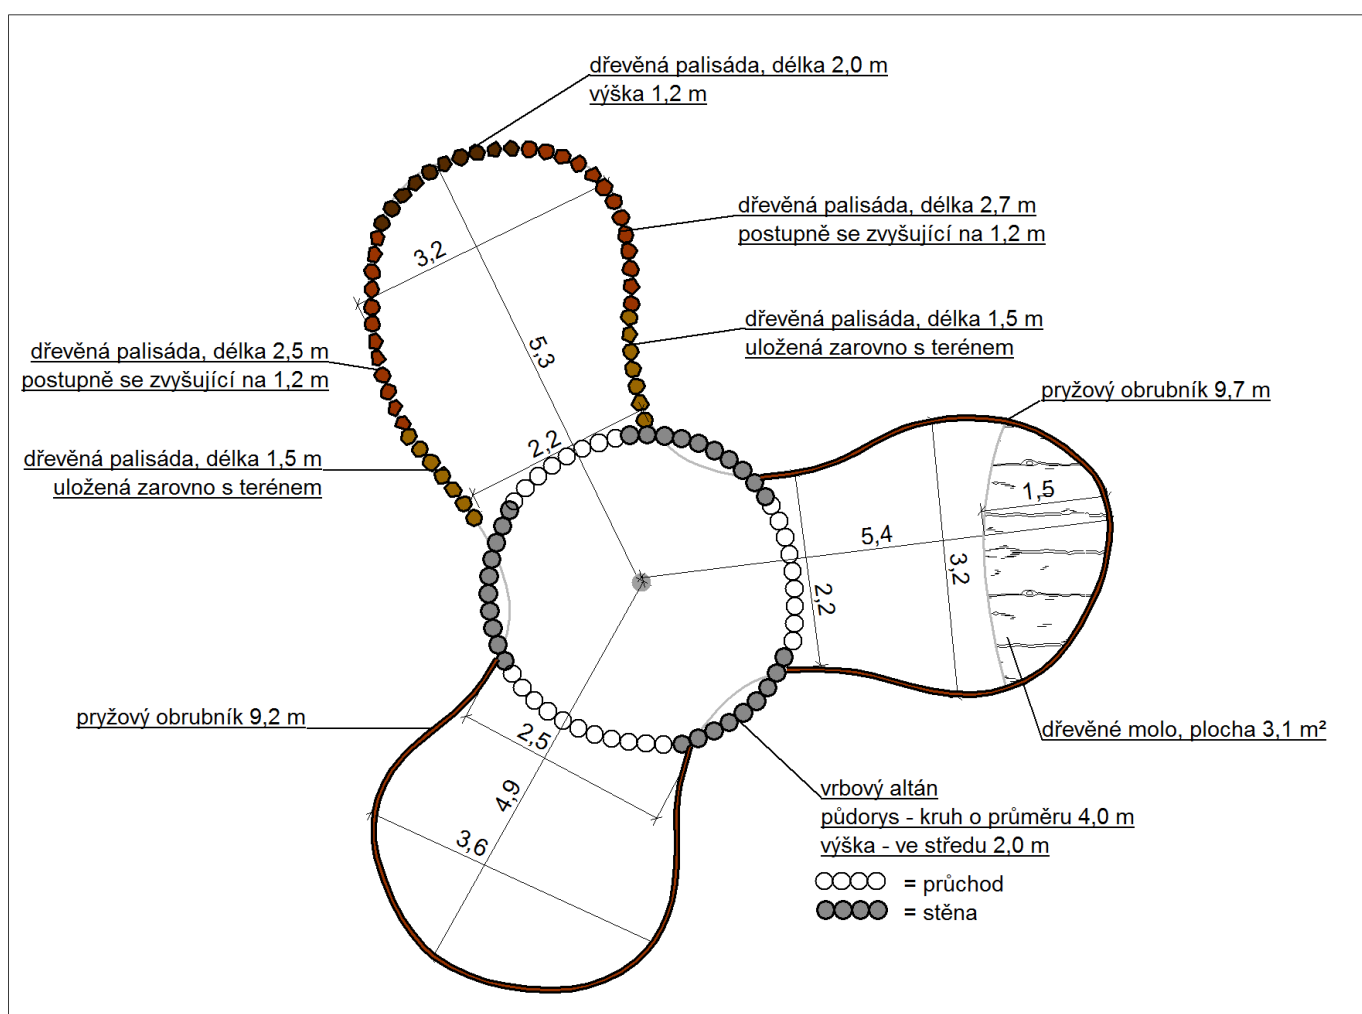 dřevěná palisáda, délka 2,0 m
výška 1,2 m
dřevěná palisáda, délka 2,7 m
postupně se zvyšující na 1,2 m
3,2
dřevěná palisáda, délka 1,5 m
uložená zarovno s terénem
5,3
dřevěná palisáda, délka 2,5 m
postupně se zvyšující na 1,2 m
pryžový obrubník 9,7 m
2,2
dřevěná palisáda, délka 1,5 m
uložená zarovno s terénem
1,5
5,4
3,2
2,2
pryžový obrubník 9,2 m
2,5
dřevěné molo, plocha 3,1 m²
4,9
3,6
vrbový altán
půdorys - kruh o průměru 4,0 m
výška - ve středu 2,0 m
= průchod
= stěna